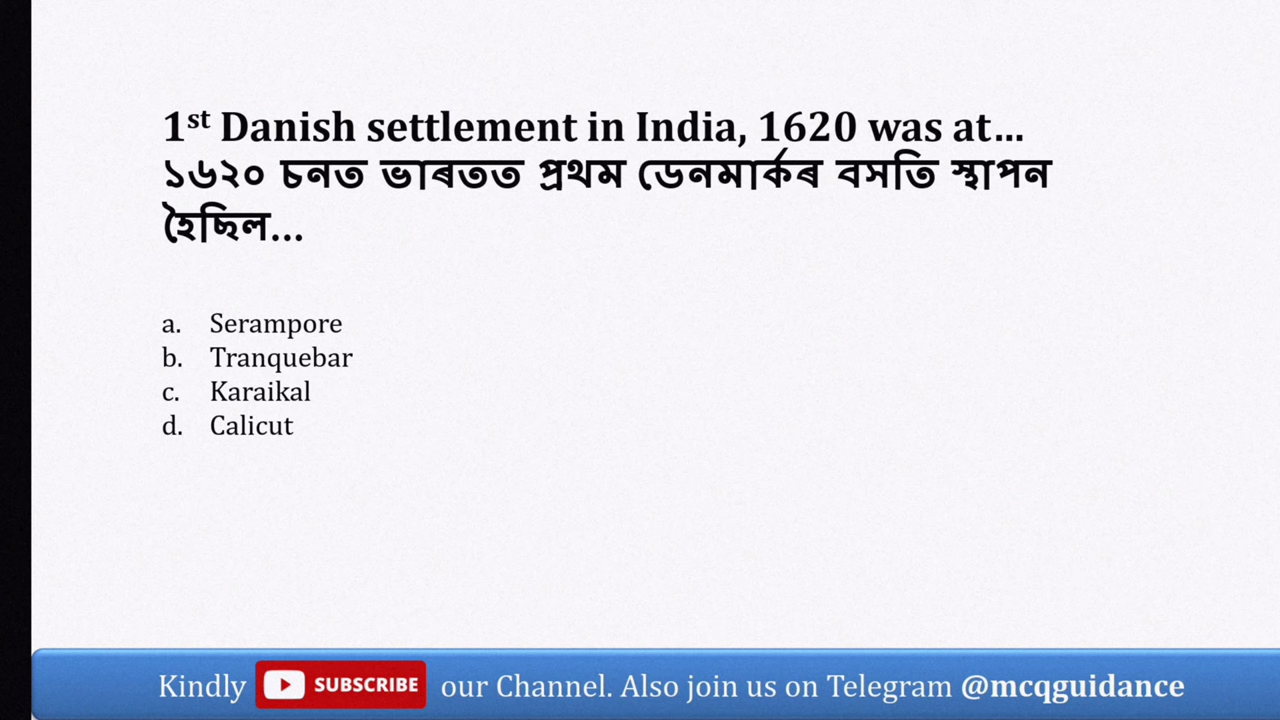 1st Danish settlement in India, 1620 was at...
১৬২০ চনত ভাৰতত প্ৰথম ডেনমাৰ্কৰ বসতি স্থাপন
হৈছিল...
a. Serampore
b. Tranquebar
c. Karaikal
d. Calicut
Kindly SUBSCRIBE our Channel. Also join us on Telegram @mcqguidance